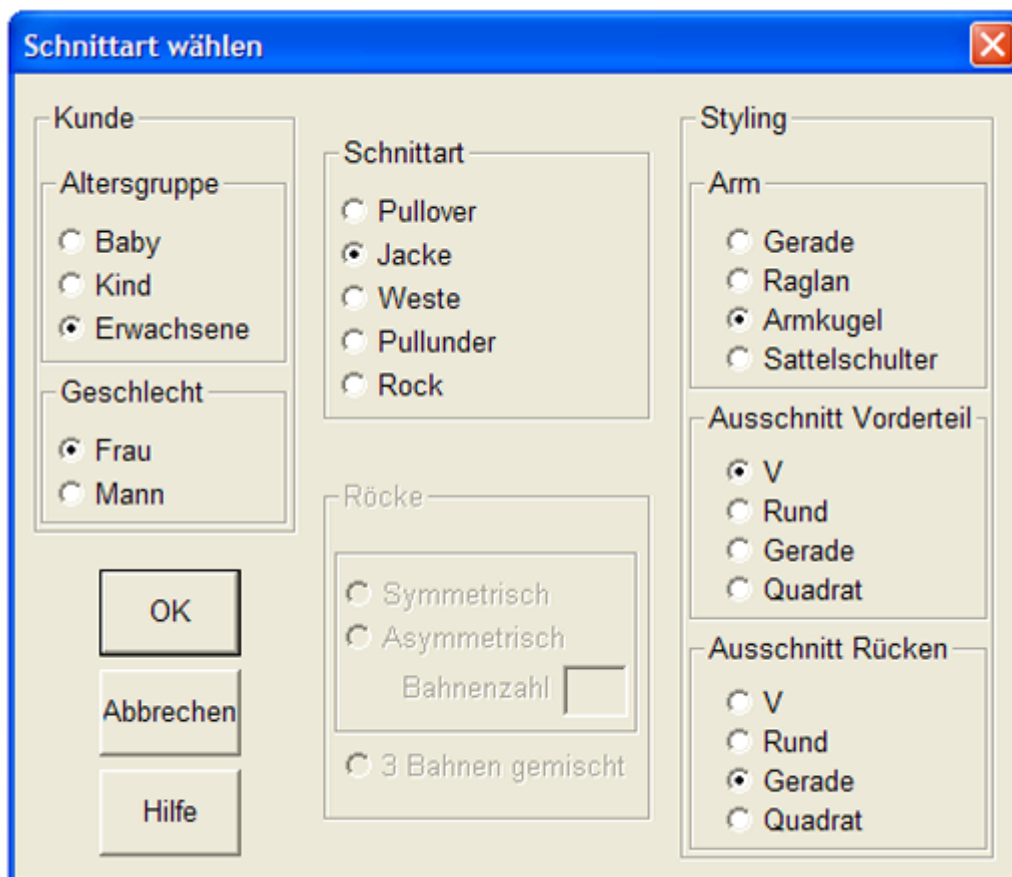 Schnittart wählen
Kunde
Altersgruppe
Baby
Kind
Erwachsene
Geschlecht
Frau
Mann
OK
Abbrechen
Hilfe
Schnittart
Pullover
Jacke
Weste
Pullunder
Rock
Röcke
Symmetrisch
Asymmetrisch
Bahnenzahl
3 Bahnen gemischt
Styling
Arm
Gerade
Raglan
Armkugel
Sattelschulter
Ausschnitt Vorderteil
V
Rund
Gerade
Quadrat
Ausschnitt Rücken
V
Rund
Gerade
Quadrat